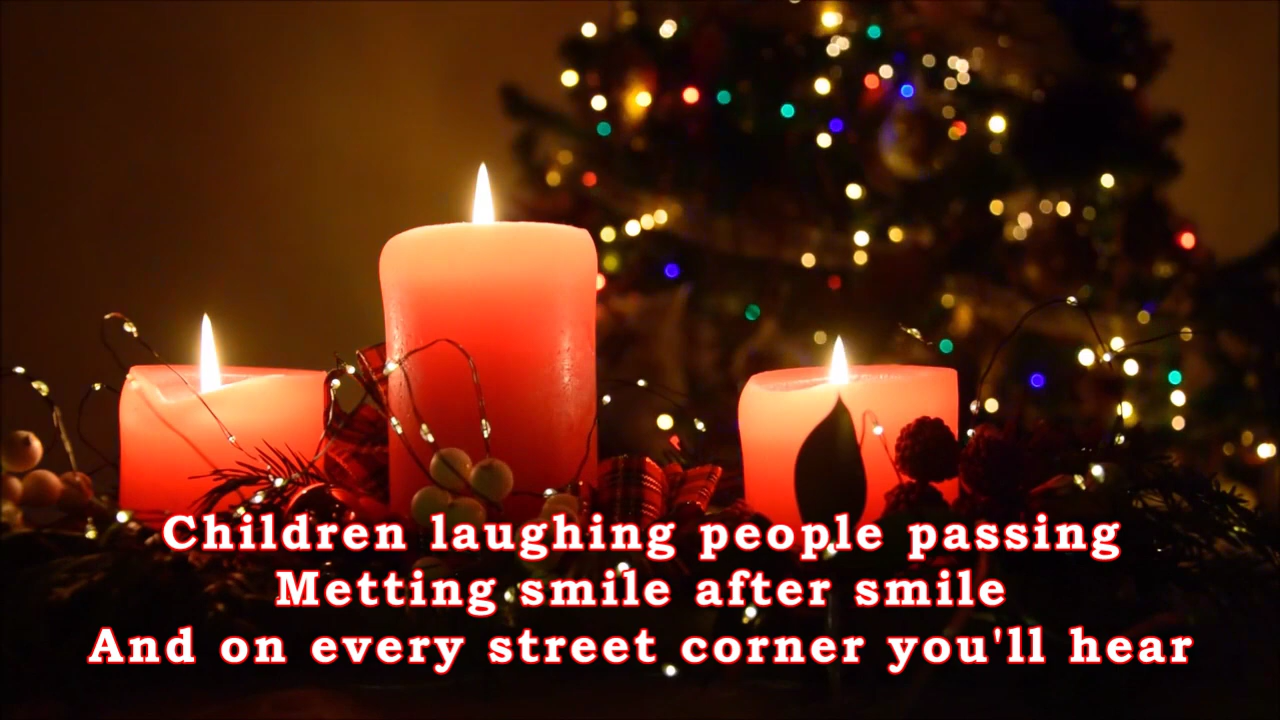 Children laughing people passing
Metting smile after smile
And on every street corner you'll hear